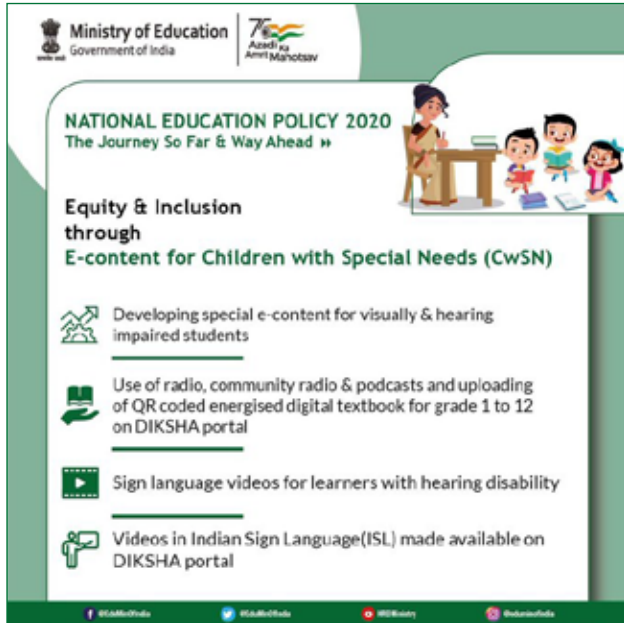 Ministry of Education
Government of India
Azadi Ka
Amrit Mahotsav
NATIONAL EDUCATION POLICY 2020
The Journey So Far & Way Ahead »
Equity & Inclusion
through
E-content for Children with Special Needs (CwSN)
Developing special e-content for visually & hearing
impaired students
Use of radio, community radio & podcasts and uploading
of QR coded energised digital textbook for grade 1 to 12
on DIKSHA portal
Sign language videos for learners with hearing disability
Videos in Indian Sign Language(ISL) made available on
DIKSHA portal
@EduMinOfIndia @EduMinOfIndia HRDMinistry @eduminofindia